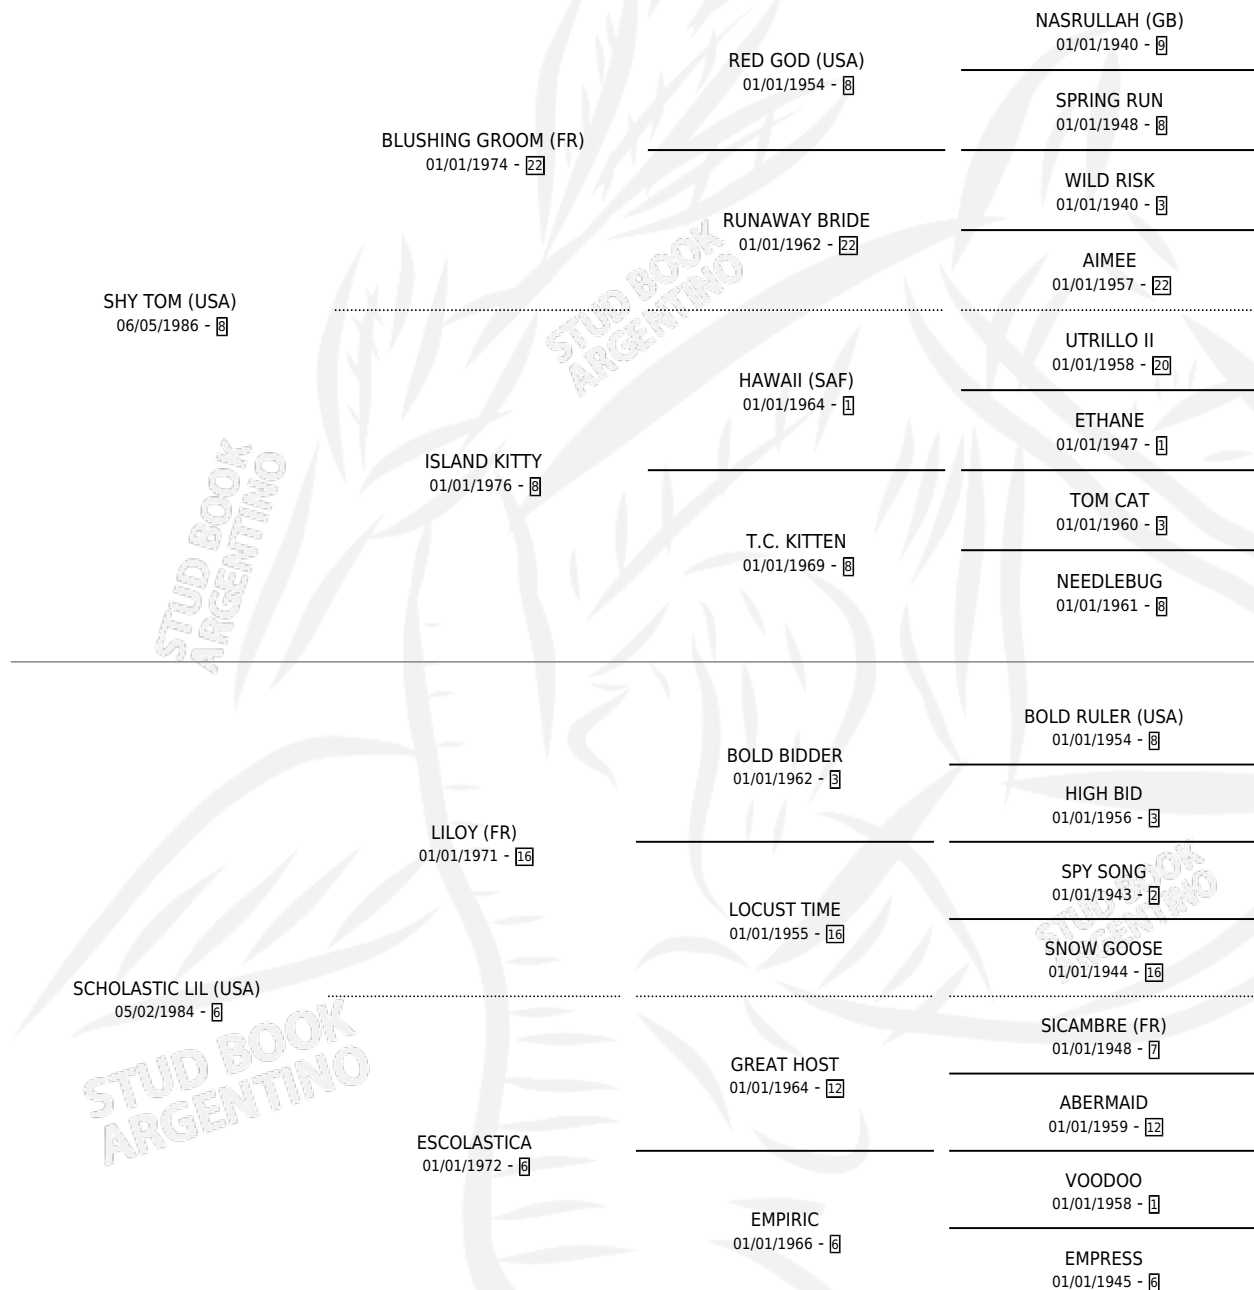 NASRULLAH (GB)
01/01/1940 - 9
RED GOD (USA)
01/01/1954 - 8
SPRING RUN
01/01/1948 - 8
BLUSHING GROOM (FR)
01/01/1974 - 22
WILD RISK
01/01/1940 - 3
RUNAWAY BRIDE
01/01/1962 - 22
AIMEE
01/01/1957 - 22
SHY TOM (USA)
06/05/1986 - 8
UTRILLO II
01/01/1958 - 20
HAWAII (SAF)
01/01/1964 - 1
ETHANE
01/01/1947 - 1
ISLAND KITTY
01/01/1976 - 8
TOM CAT
01/01/1960 - 3
T.C. KITTEN
01/01/1969 - 8
NEEDLEBUG
01/01/1961 - 8
BOLD RULER (USA)
01/01/1954 - 8
BOLD BIDDER
01/01/1962 - 3
HIGH BID
01/01/1956 - 3
LILOY (FR)
01/01/1971 - 16
SPY SONG
01/01/1943 - 2
LOCUST TIME
01/01/1955 - 16
SNOW GOOSE
01/01/1944 - 16
SCHOLASTIC LIL (USA)
05/02/1984 - 6
SICAMBRE (FR)
01/01/1948 - 7
GREAT HOST
01/01/1964 - 12
ABERMAID
01/01/1959 - 12
ESCOLASTICA
01/01/1972 - 6
VOODOO
01/01/1958 - 1
EMPIRIC
01/01/1966 - 6
EMPRESS
01/01/1945 - 6
STUD BOOK
ARGENTINO
STUD BOOK
ARGENTINO
STUD BOOK
ARGENTINO
STUD BOOK
ARGENTINO